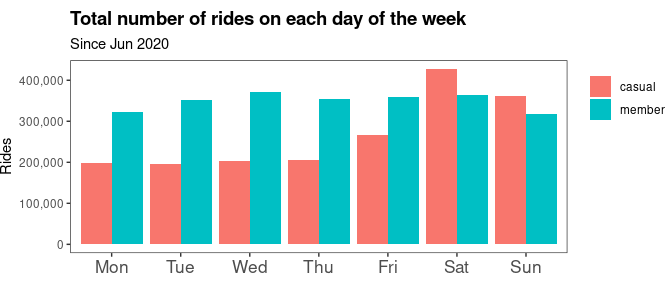 Total number of rides on each day of the week
Since Jun 2020
Rides
400,000
300,000
200,000
100,000
0
Mon Tue Wed Thu Fri Sat Sun
casual
member